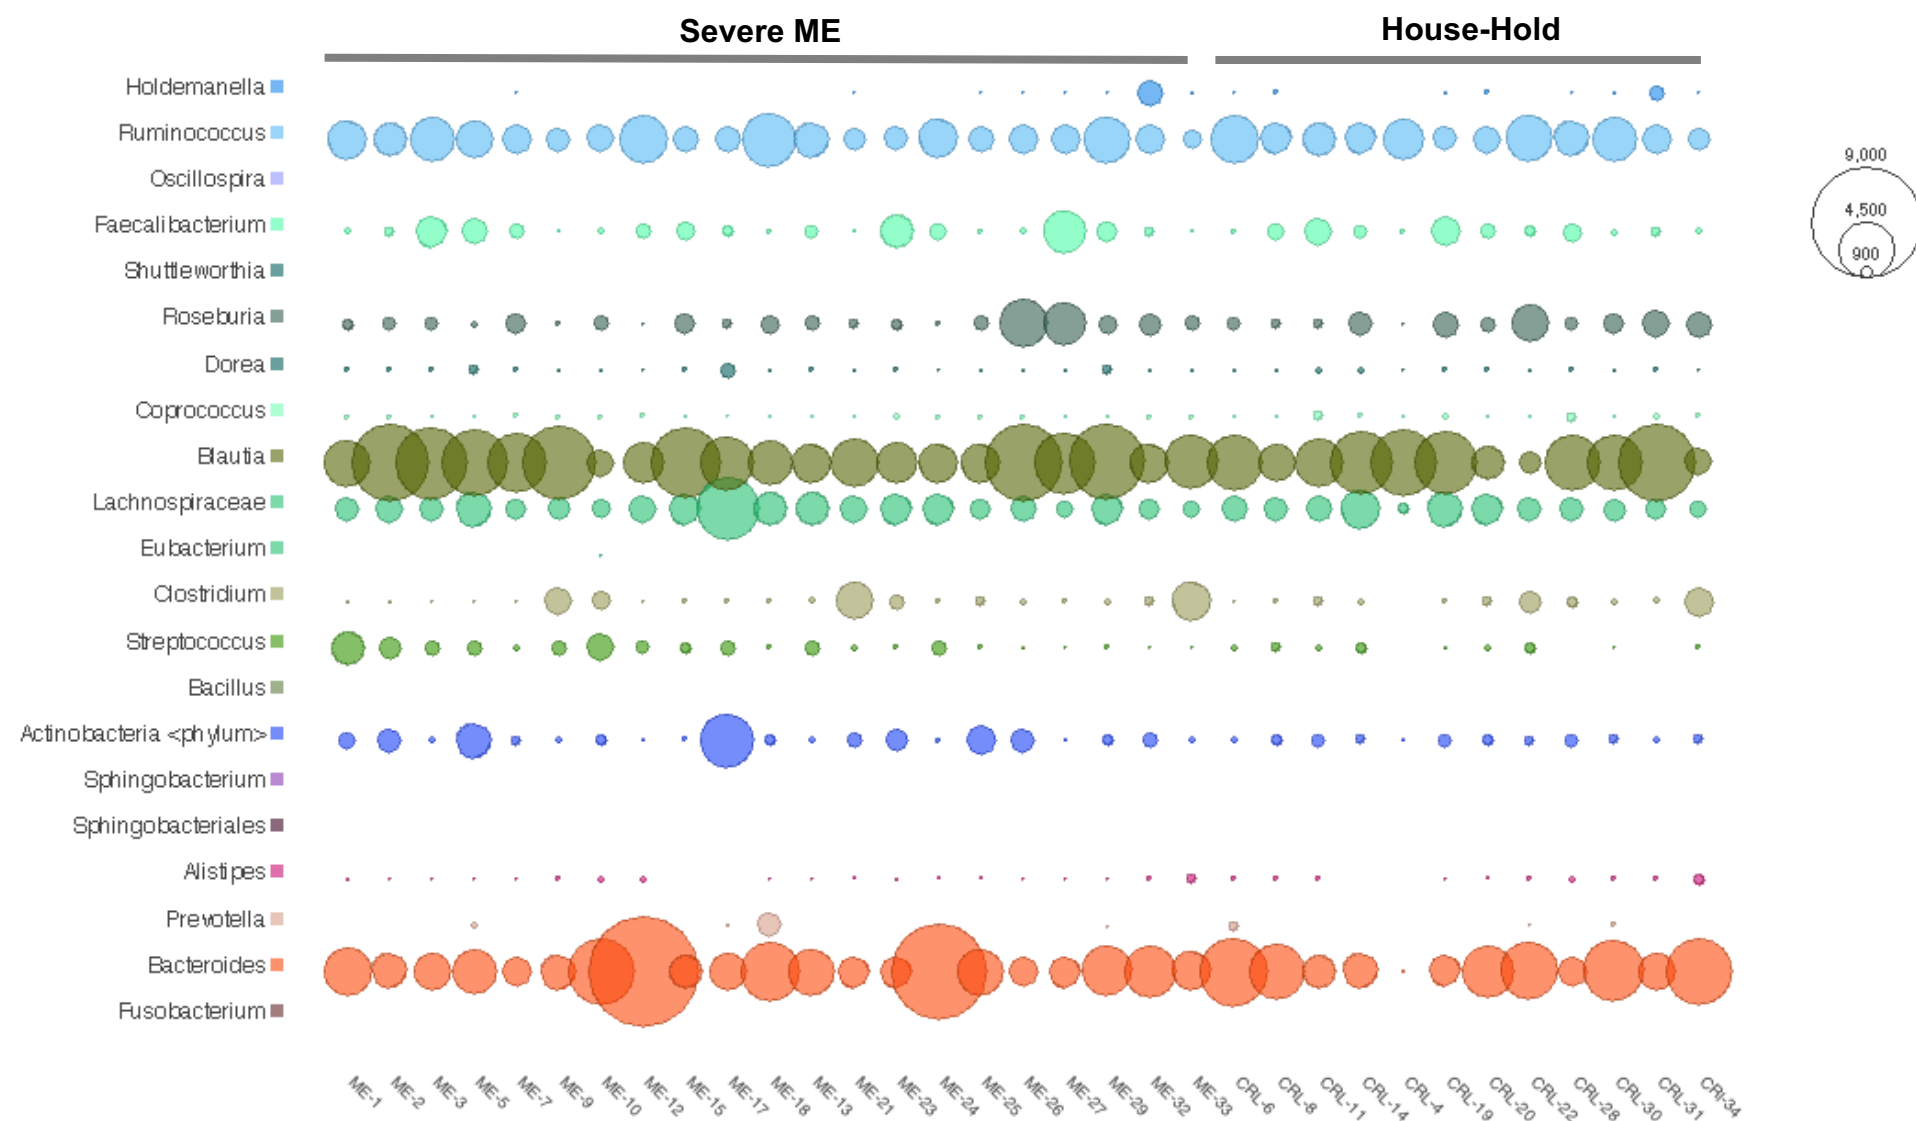 Severe ME
House-Hold
Holdemanella
Ruminococcus
Oscillospira
Faecalibacterium
Shuttleworthia
Roseburia
Dorea
Coprococcus
Blautia
Lachnospiraceae
Eubacterium
Clostridium
Streptococcus
Bacillus
Actinobacteria <phylum>
Sphingobacterium
Sphingobacteriales
Alistipes
Prevotella
Bacteroides
Fusobacterium
9,000
4,500
900
ME-1
ME-2
ME-3
ME-5
ME-7
ME-9
ME-10
ME-12
ME-15
ME-17
ME-18
ME-13
ME-21
ME-23
ME-24
ME-25
ME-26
ME-27
ME-29
ME-32
ME-33
CRL-6
CRL-8
CRL-11
CRL-14
CRL-4
CRL-19
CRL-20
CRL-22
CRL-28
CRL-30
CRL-31
CRI-34